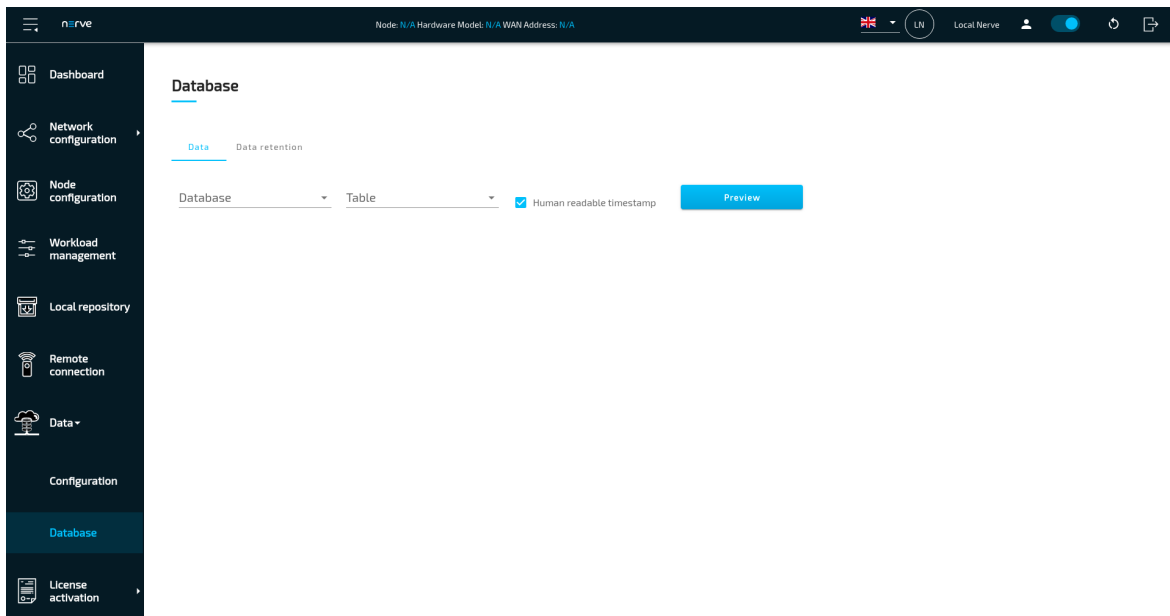 nerve
Node: N/A Hardware Model: N/A WAN Address: N/A
LN
Local Nerve
Dashboard
Network
configuration
Node
configuration
Workload
management
Local repository
Remote
connection
Data
Configuration
Database
License
activation
Database
Data Data retention
Database Table Human readable timestamp Preview